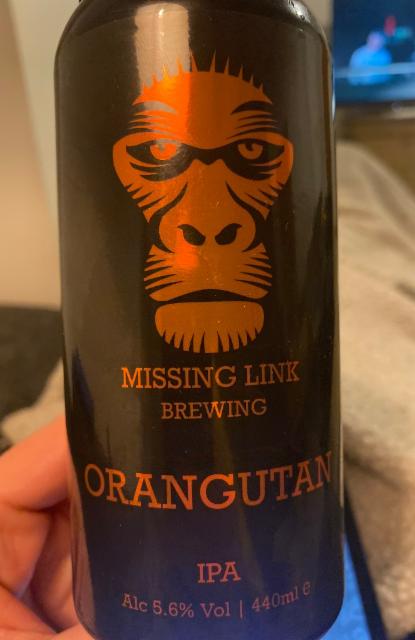 MISSING LINK
BREWING
ORANGUTAN
IPA
Alc 5.6% Vol | 440ml e